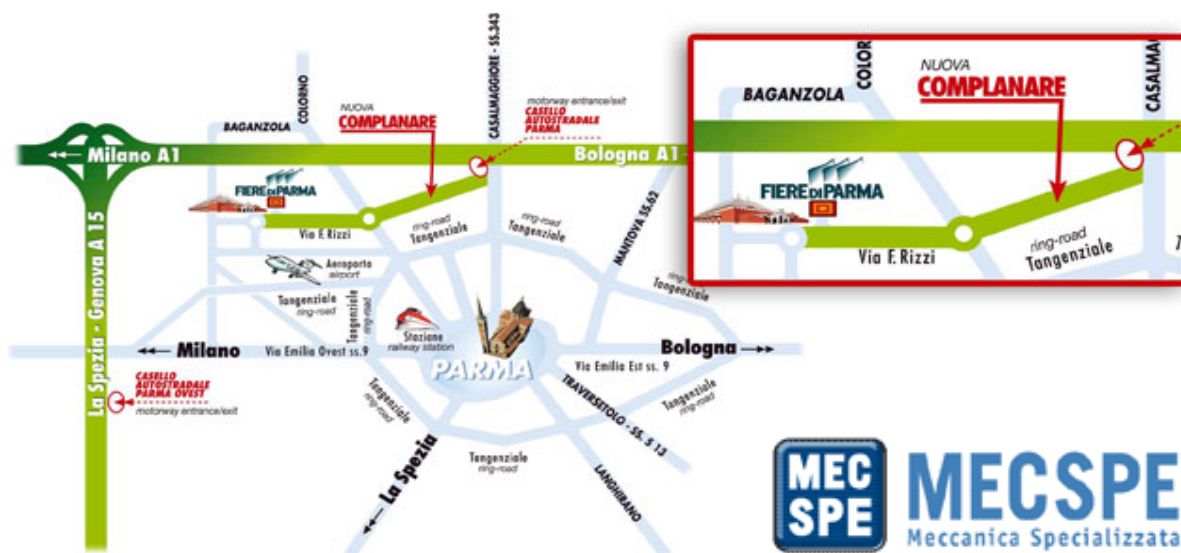 COLORNO
BAGANZOLA
NUOVA
COMPLANARE
CASALMAGGIORE - SS.343
motorway entrance/exit
CASELLO
AUTOSTRADALE
PARMA
Milano A1
Bologna A1
FIERE DI PARMA
Via F. Rizzi
ring-road
Tangenziale
ring-road
Tangenziale
MANTOVA SS.62
ring-road
Tangenziale
Aeroporto
airport
Tangenziale
ring-road
Tangenziale
ring-road
Stazione
railway station
La Spezia - Genova A 15
Milano
Via Emilia Ovest ss.9
PARMA
Bologna
Via Emilia Est ss. 9
CASELLO
AUTOSTRADALE
PARMA OVEST
motorway entrance/exit
Tangenziale
ring-road
Tangenziale
ring-road
TRAVERSETOLO - SS. 513
La Spezia
Tangenziale
ring-road
LANGHIRANO
COLOR
BAGANZOLA
NUOVA
COMPLANARE
CASALMA
FIERE DI PARMA
Via F. Rizzi
ring-road
Tangenziale
T
MEC
SPE
MECSPE
Meccanica Specializzata